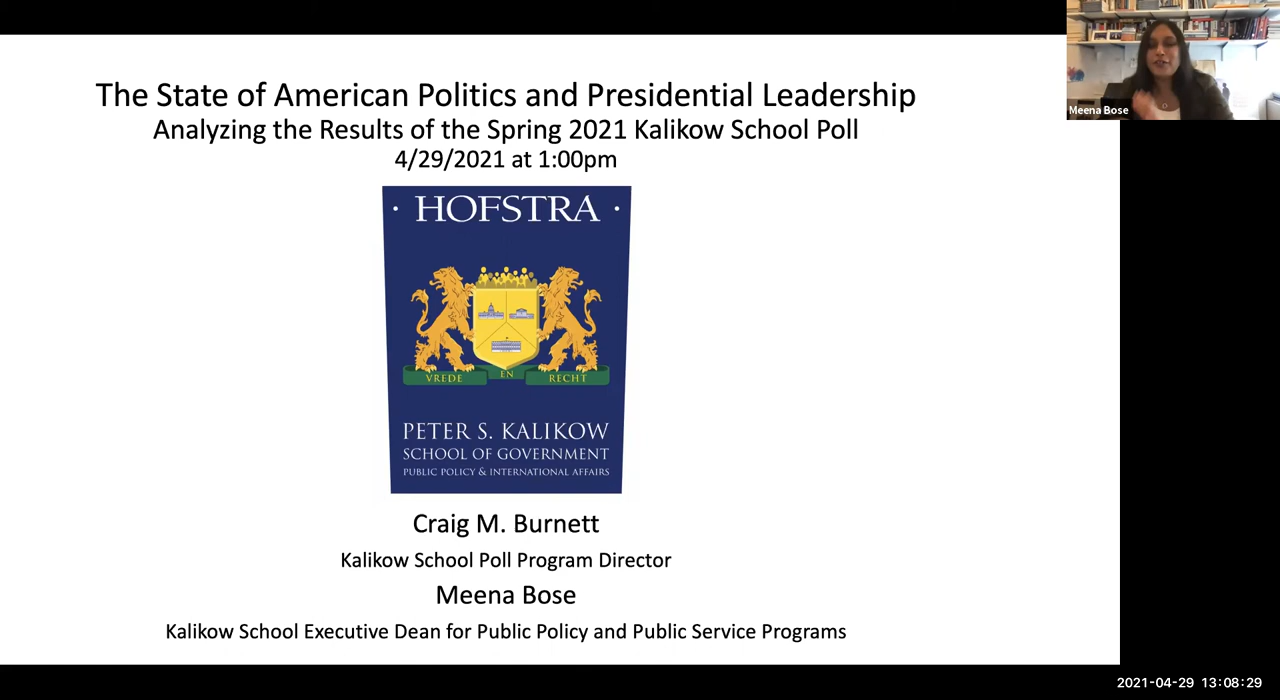 The State of American Politics and Presidential Leadership
Analyzing the Results of the Spring 2021 Kalikow School Poll
4/29/2021 at 1:00pm
· HOFSTRA ·
VREDE EN RECHT
PETER S. KALIKOW
SCHOOL OF GOVERNMENT
PUBLIC POLICY & INTERNATIONAL AFFAIRS
Craig M. Burnett
Kalikow School Poll Program Director
Meena Bose
Kalikow School Executive Dean for Public Policy and Public Service Programs
Meena Bose
2021-04-29 13:08:29